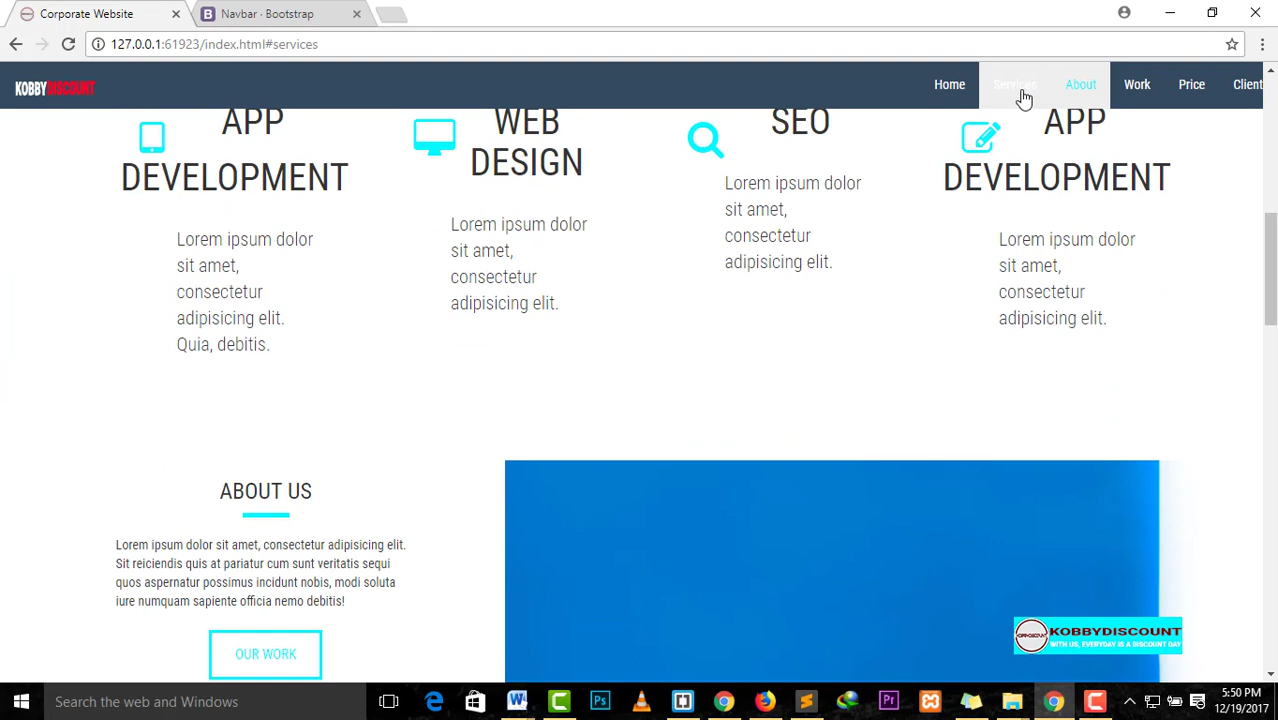 Corporate Website
Navbar · Bootstrap
127.0.0.1:61923/index.html#services
KOBBYDISCOUNT
Home Services About Work Price Client
APP
DEVELOPMENT
Lorem ipsum dolor
sit amet,
consectetur
adipisicing elit.
Quia, debitis.
WEB
DESIGN
Lorem ipsum dolor
sit amet,
consectetur
adipisicing elit.
SEO
Lorem ipsum dolor
sit amet,
consectetur
adipisicing elit.
APP
DEVELOPMENT
Lorem ipsum dolor
sit amet,
consectetur
adipisicing elit.
ABOUT US
Lorem ipsum dolor sit amet, consectetur adipisicing elit.
Sit reiciendis quis at pariatur cum sunt veritatis sequi
quos aspernatur possimus incidunt nobis, modi soluta
iure numquam sapiente officia nemo debitis!
OUR WORK
KOBBYDISCOUNT
WITH US, EVERYDAY IS A DISCOUNT DAY
Search the web and Windows
5:50 PM
12/19/2017